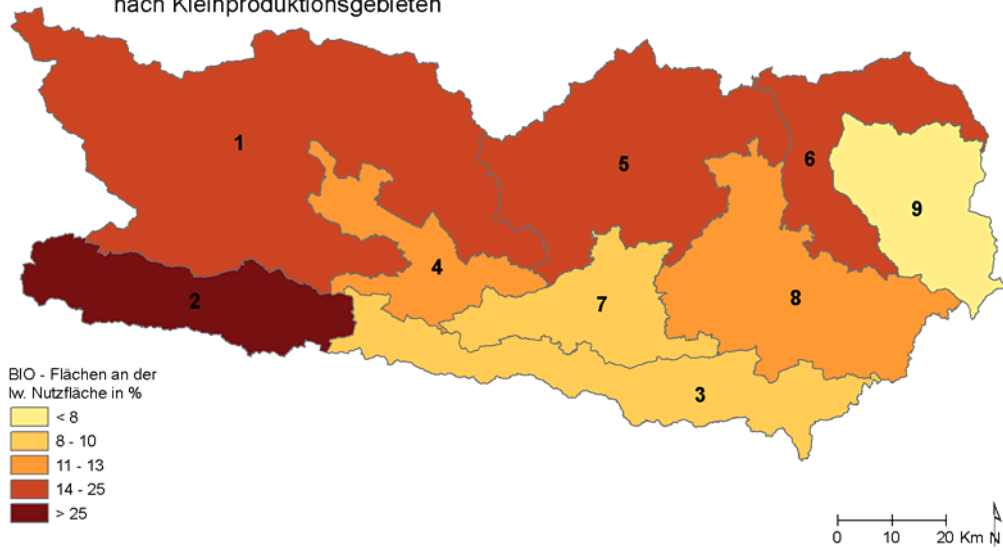 nach Kleinproduktionsgebieten
1
5
6
9
4
2
7
8
3
BIO - Flächen an der
lw. Nutzfläche in %
< 8
8 - 10
11 - 13
14 - 25
> 25
0 10 20 Km N